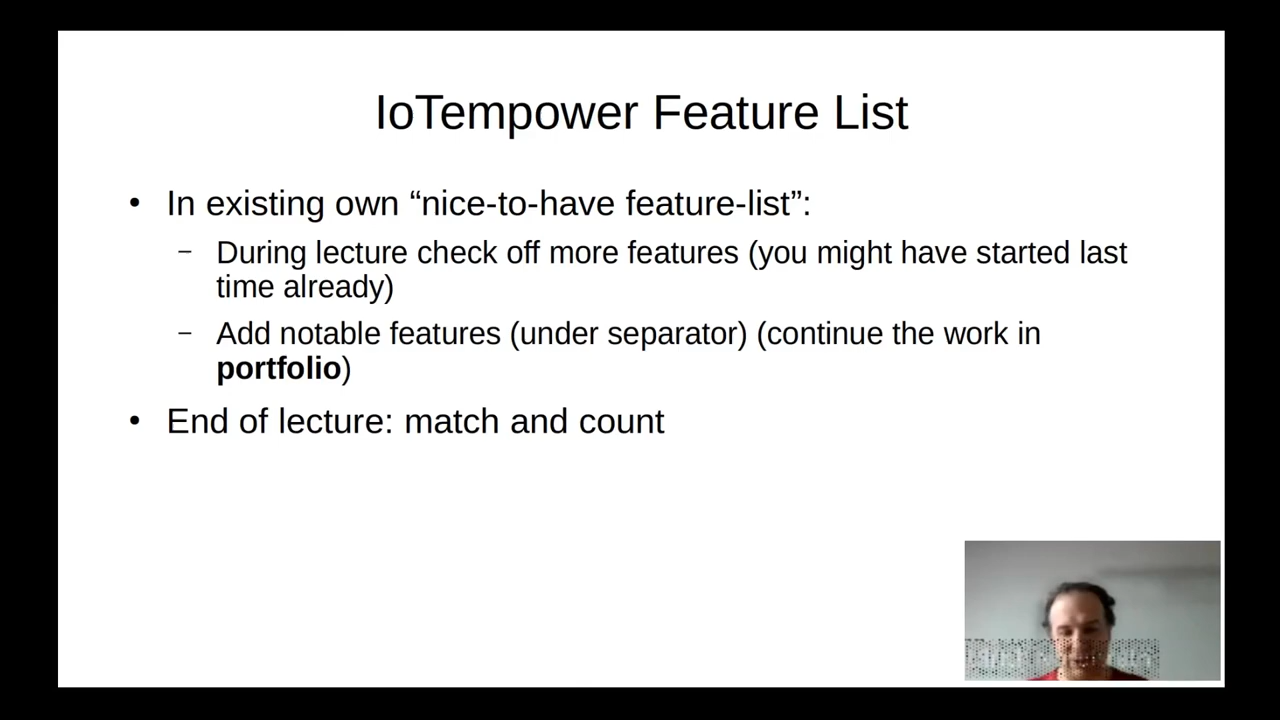 IoTempower Feature List
• In existing own “nice-to-have feature-list”:
– During lecture check off more features (you might have started last
time already)
– Add notable features (under separator) (continue the work in
portfolio)
• End of lecture: match and count